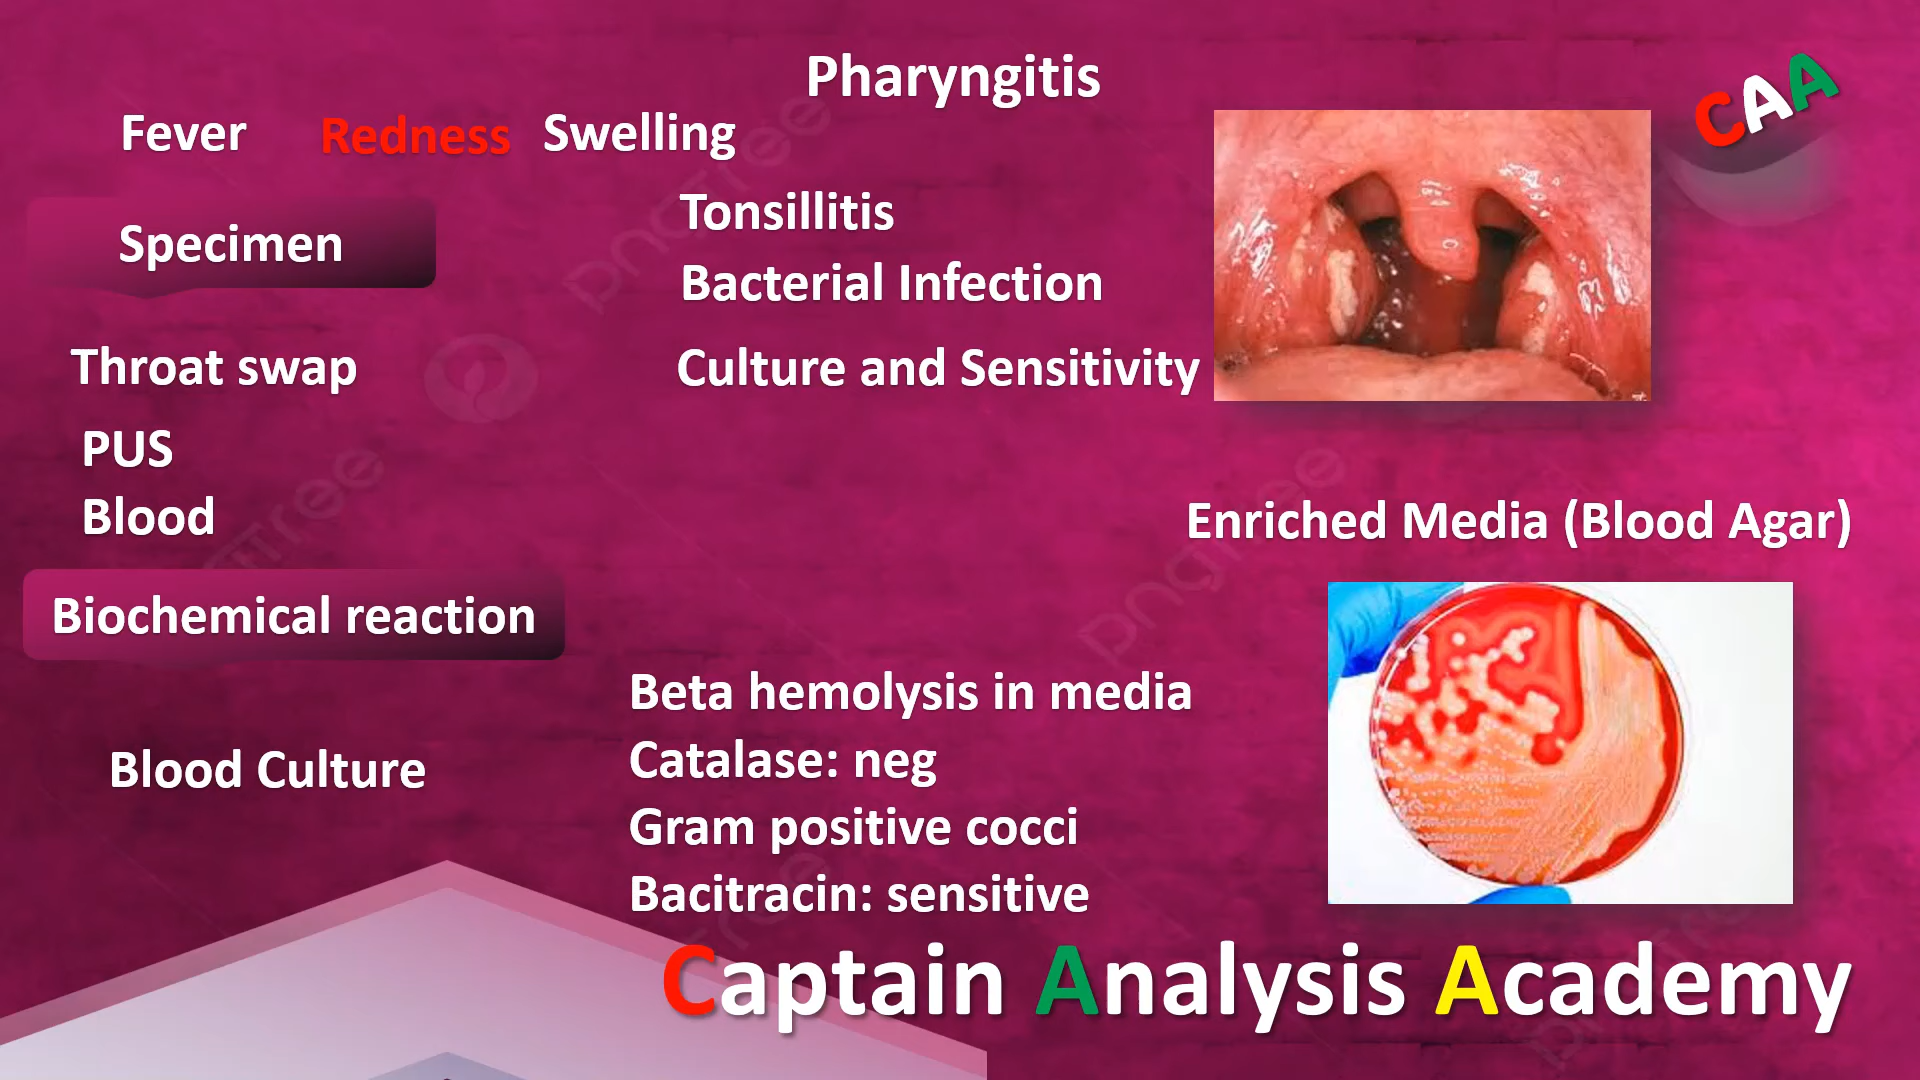 Pharyngitis
CAA
Fever Redness Swelling
Specimen
Tonsillitis
Bacterial Infection
Throat swap
Culture and Sensitivity
PUS
Blood
Enriched Media (Blood Agar)
Biochemical reaction
Beta hemolysis in media
Blood Culture
Catalase: neg
Gram positive cocci
Bacitracin: sensitive
Captain Analysis Academy
pngtree
pngtree